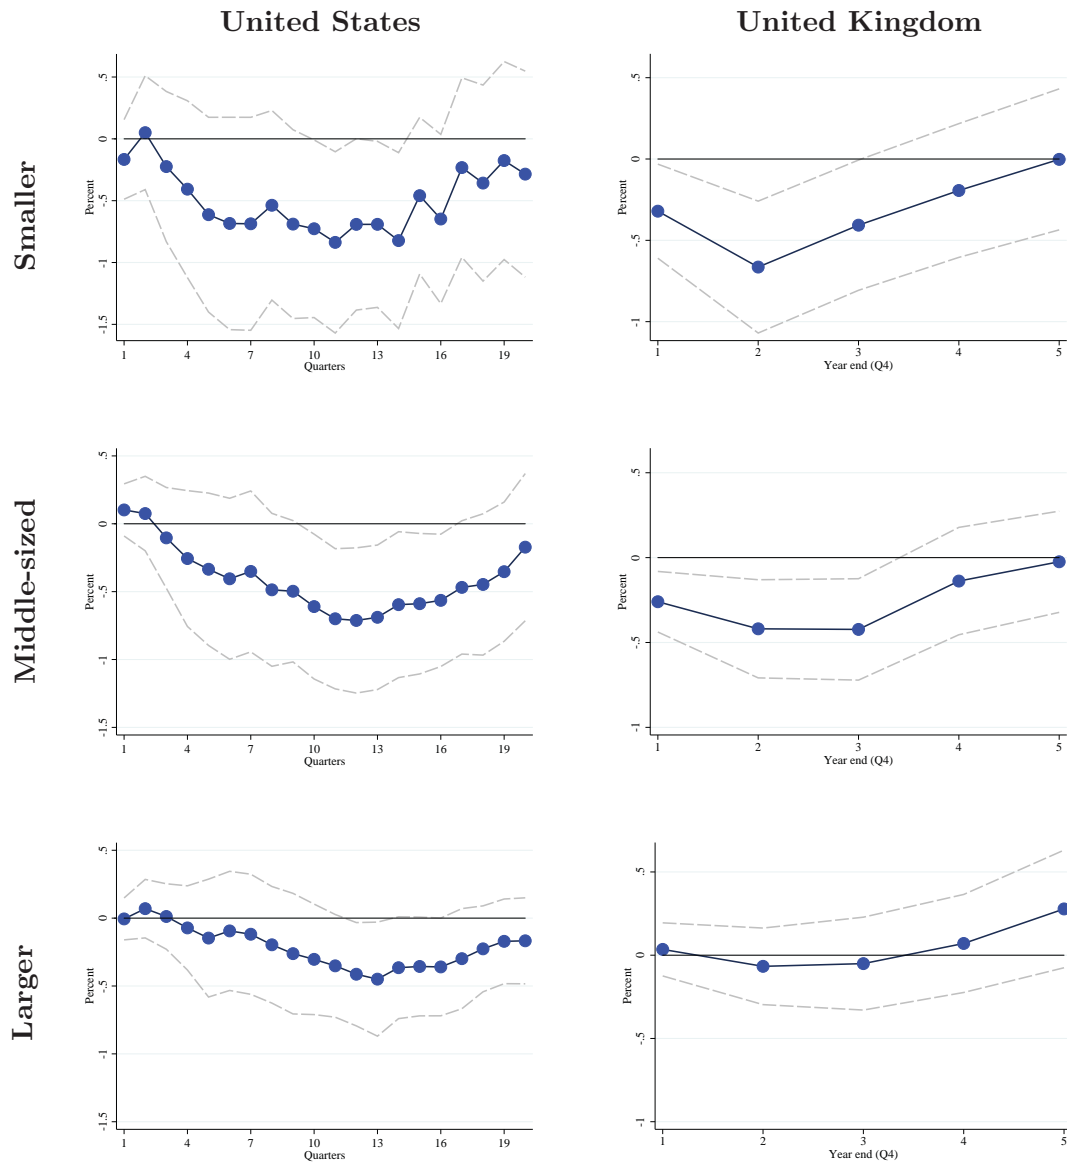 United States United Kingdom
Smaller
Percent
.5
0
-.5
-1
-1.5
1 4 7 10 13 16 19
Quarters
Percent
.5
0
-.5
-1
1 2 3 4 5
Year end (Q4)
Middle-sized
Percent
.5
0
-.5
-1
-1.5
1 4 7 10 13 16 19
Quarters
Percent
.5
0
-.5
-1
1 2 3 4 5
Year end (Q4)
Larger
Percent
.5
0
-.5
-1
-1.5
1 4 7 10 13 16 19
Quarters
Percent
.5
0
-.5
-1
1 2 3 4 5
Year end (Q4)